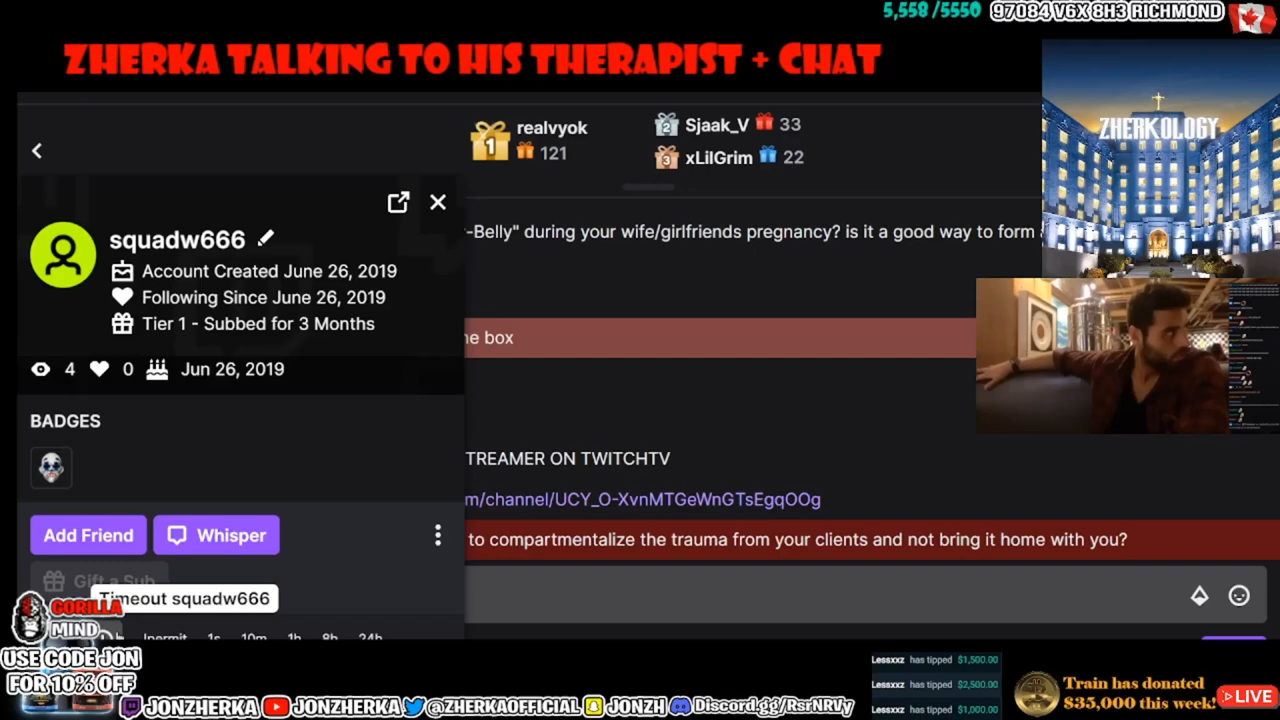 5,558 /5550
97084 V6X 8H3 RICHMOND
ZHERKA TALKING TO HIS THERAPIST + CHAT
ZHERKOLOGY
1
realvyok
121
2 Sjaak_V 33
3 xLilGrim 22
squadw666
Account Created June 26, 2019
Following Since June 26, 2019
Tier 1 - Subbed for 3 Months
4 0 Jun 26, 2019
BADGES
Add Friend
Whisper
Gift a Sub
Timeout squadw666
!permit 1s 10m 1h 8h 24h
-Belly" during your wife/girlfriends pregnancy? is it a good way to form
e box
TREAMER ON TWITCHTV
m/channel/UCY_O-XvnMTGeWnGTsEgqOOg
to compartmentalize the trauma from your clients and not bring it home with you?
GORILLA
MIND
USE CODE JON
FOR 10% OFF
JONZHERKA JONZHERKA @ZHERKAOFFICIAL JONZH Discord.gg/RsrNRVy
Lessxxz has tipped $1,500.00
Lessxxz has tipped $2,500.00
Lessxxz has tipped $1,000.00
Train has donated
$35,000 this week!
LIVE